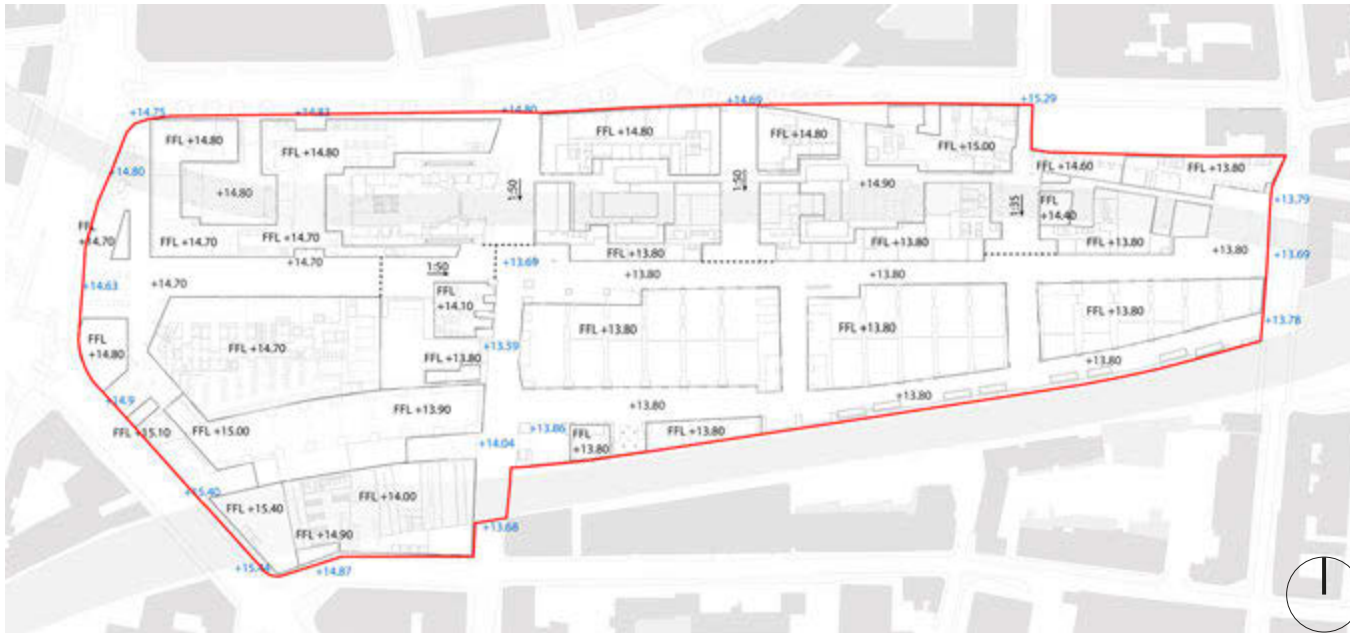 +14.75
+14.83
+14.80
+14.69
+15.29
FFL +14.80
FFL +14.80
FFL +14.80
FFL +14.80
FFL +15.00
+14.80
FFL +14.60
FFL +13.80
+14.80
1:50
1:50
+14.90
1:35
FFL
+14.40
+13.79
FFL
+14.70
FFL +14.70
FFL +14.70
FFL +13.80
FFL +13.80
FFL +13.80
+13.80
+14.70
+13.69
+13.69
1:50
+13.80
+13.80
+14.63
+14.70
FFL
+14.10
FFL +13.80
FFL +13.80
FFL +13.80
+13.78
FFL
+14.80
FFL +14.70
+13.59
FFL +13.80
+13.80
+14.9
FFL +13.90
+13.80
+13.80
FFL +15.10
FFL +15.00
+14.04
+13.86
FFL
+13.80
FFL +13.80
+15.40
FFL +15.40
FFL +14.00
FFL +14.90
+13.68
+14.87